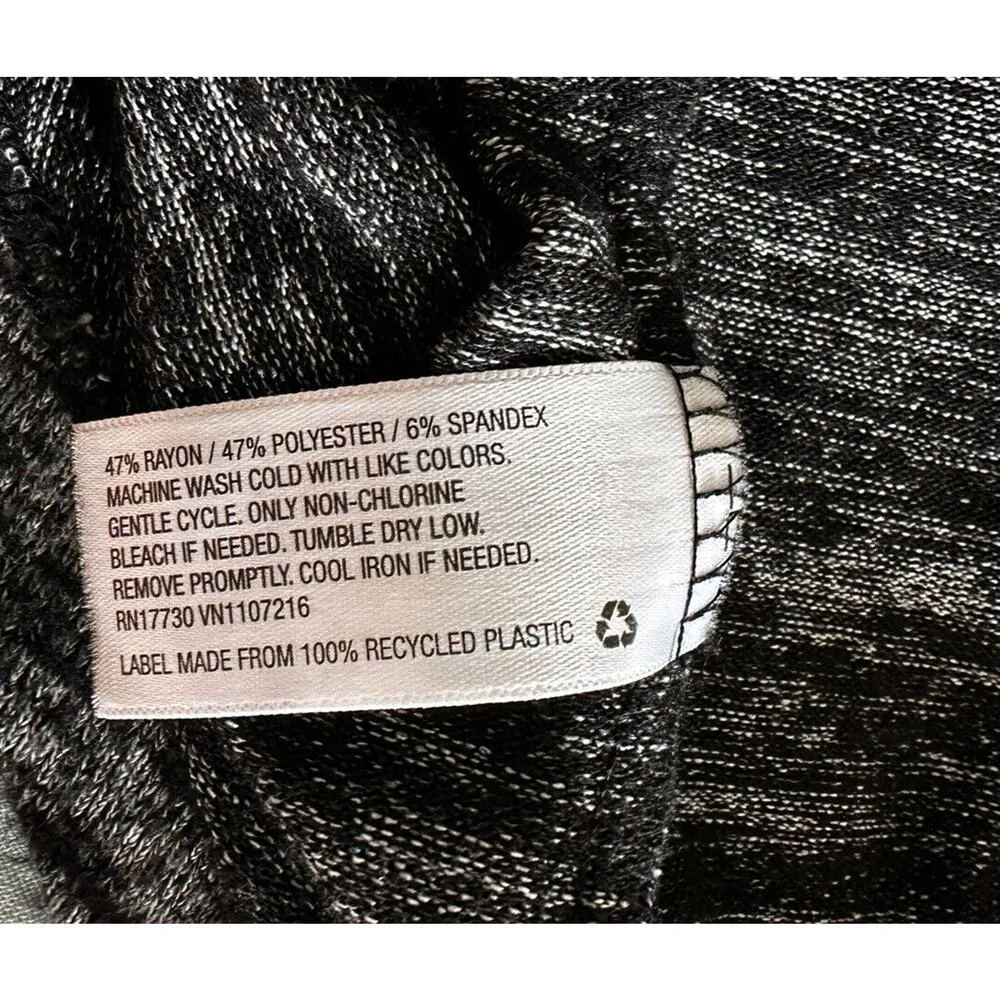 47% RAYON / 47% POLYESTER / 6% SPANDEX
MACHINE WASH COLD WITH LIKE COLORS.
GENTLE CYCLE. ONLY NON-CHLORINE
BLEACH IF NEEDED. TUMBLE DRY LOW.
REMOVE PROMPTLY. COOL IRON IF NEEDED.
RN17730 VN1107216
LABEL MADE FROM 100% RECYCLED PLASTIC